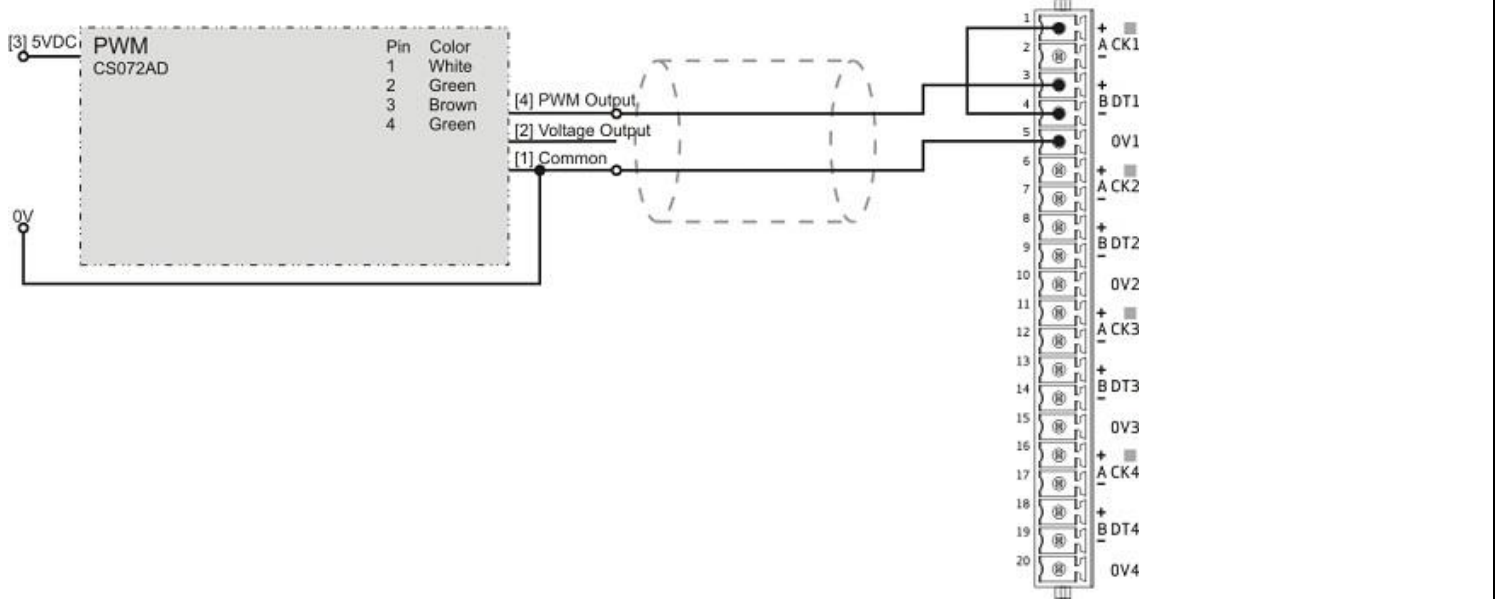 [3] 5VDC
PWM
CS072AD
Pin Color
1 White
2 Green
3 Brown
4 Green
[4] PWM Output
[2] Voltage Output
[1] Common
0V
1
+
A CK1
2
-
3
+
B DT1
4
-
5
0V1
6
+
A CK2
7
-
8
+
B DT2
9
-
10
0V2
11
+
A CK3
12
-
13
+
B DT3
14
-
15
0V3
16
+
A CK4
17
-
18
+
B DT4
19
-
20
0V4